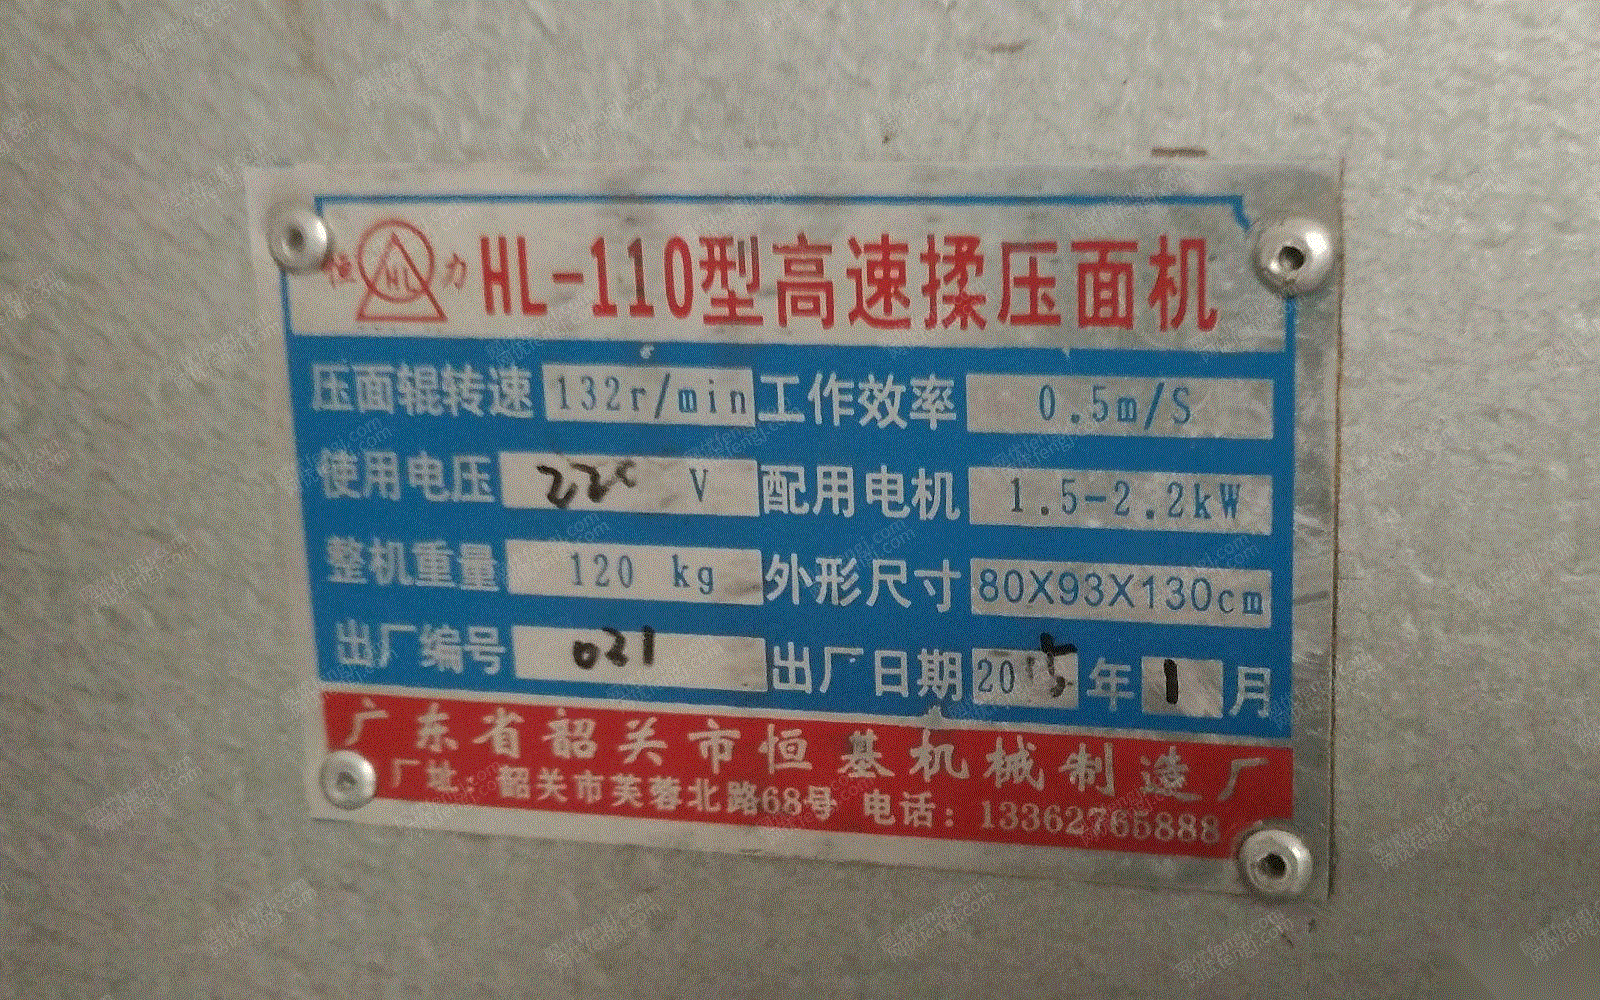 恒 HL 力 HL-110型高速揉压面机
压面辊转速 132r/min 工作效率 0.5m/S
使用电压 220 V 配用电机 1.5-2.2kW
整机重量 120 kg 外形尺寸 80X93X130cm
出厂编号 021 出厂日期 2015年1月
广东省韶关市恒基机械制造厂
厂址：韶关市芙蓉北路68号 电话：13362765888